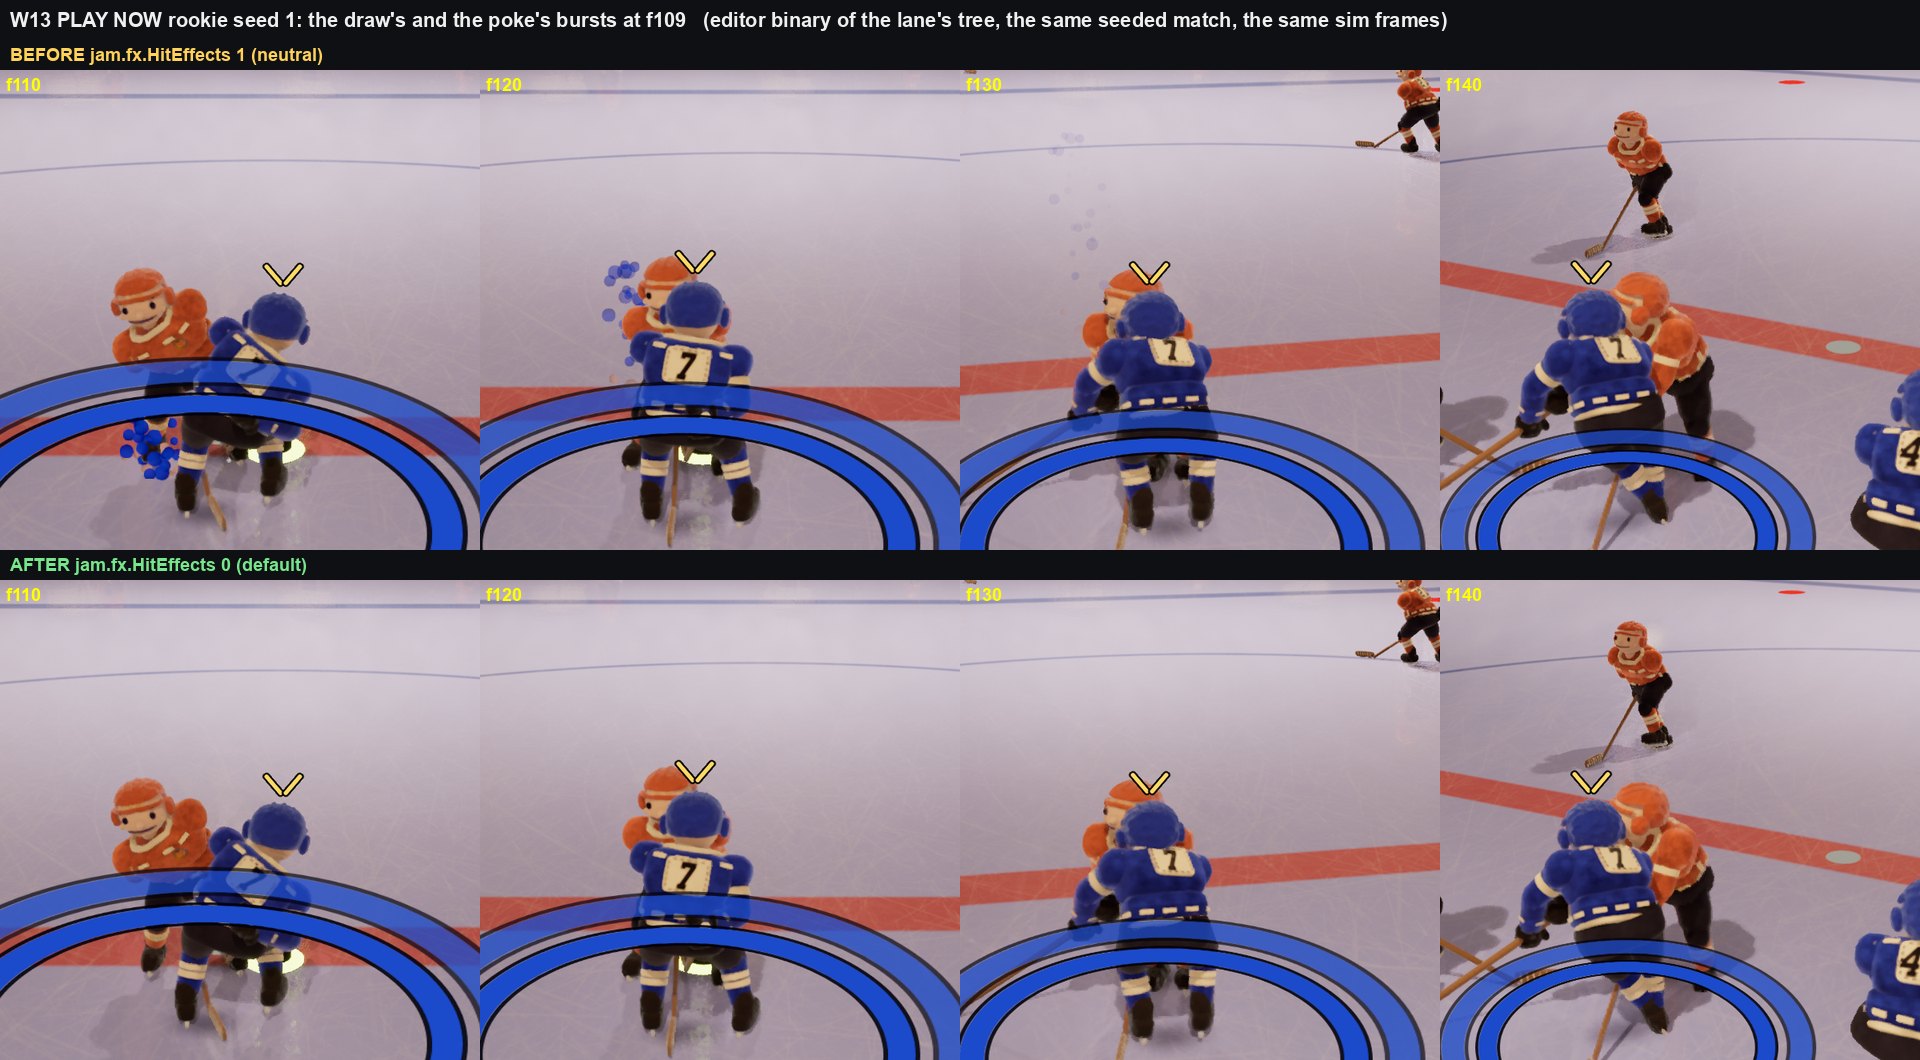 W13 PLAY NOW rookie seed 1: the draw's and the poke's bursts at f109 (editor binary of the lane's tree, the same seeded match, the same sim frames)
BEFORE jam.fx.HitEffects 1 (neutral)
f110 f120 f130 f140
7 7 7 7 4
AFTER jam.fx.HitEffects 0 (default)
f110 f120 f130 f140
7 7 7 4